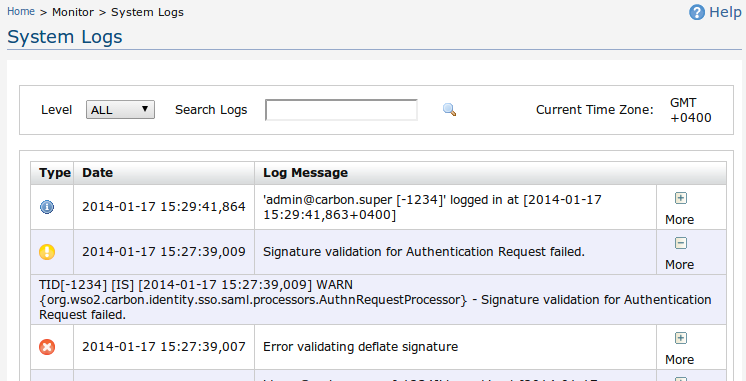 Home > Monitor > System Logs
Help
System Logs
Level ALL Search Logs Current Time Zone: GMT
+0400
Type Date Log Message
2014-01-17 15:29:41,864 'admin@carbon.super [-1234]' logged in at [2014-01-17
15:29:41,863+0400]
More
2014-01-17 15:27:39,009 Signature validation for Authentication Request failed.
More
TID[-1234] [IS] [2014-01-17 15:27:39,009] WARN
{org.wso2.carbon.identity.sso.saml.processors.AuthnRequestProcessor} - Signature validation for Authentication
Request failed.
2014-01-17 15:27:39,007 Error validating deflate signature
More